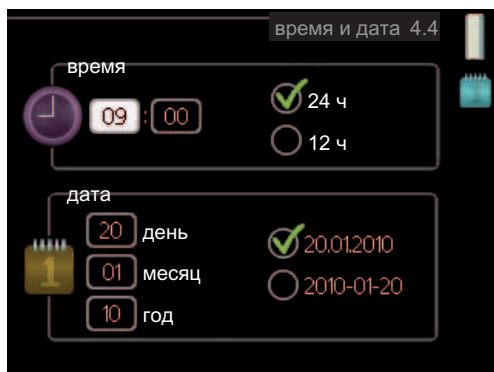 время и дата 4.4
время
09 : 00
24 ч
12 ч
дата
20 день
01 месяц
10 год
20.01.2010
2010-01-20
1